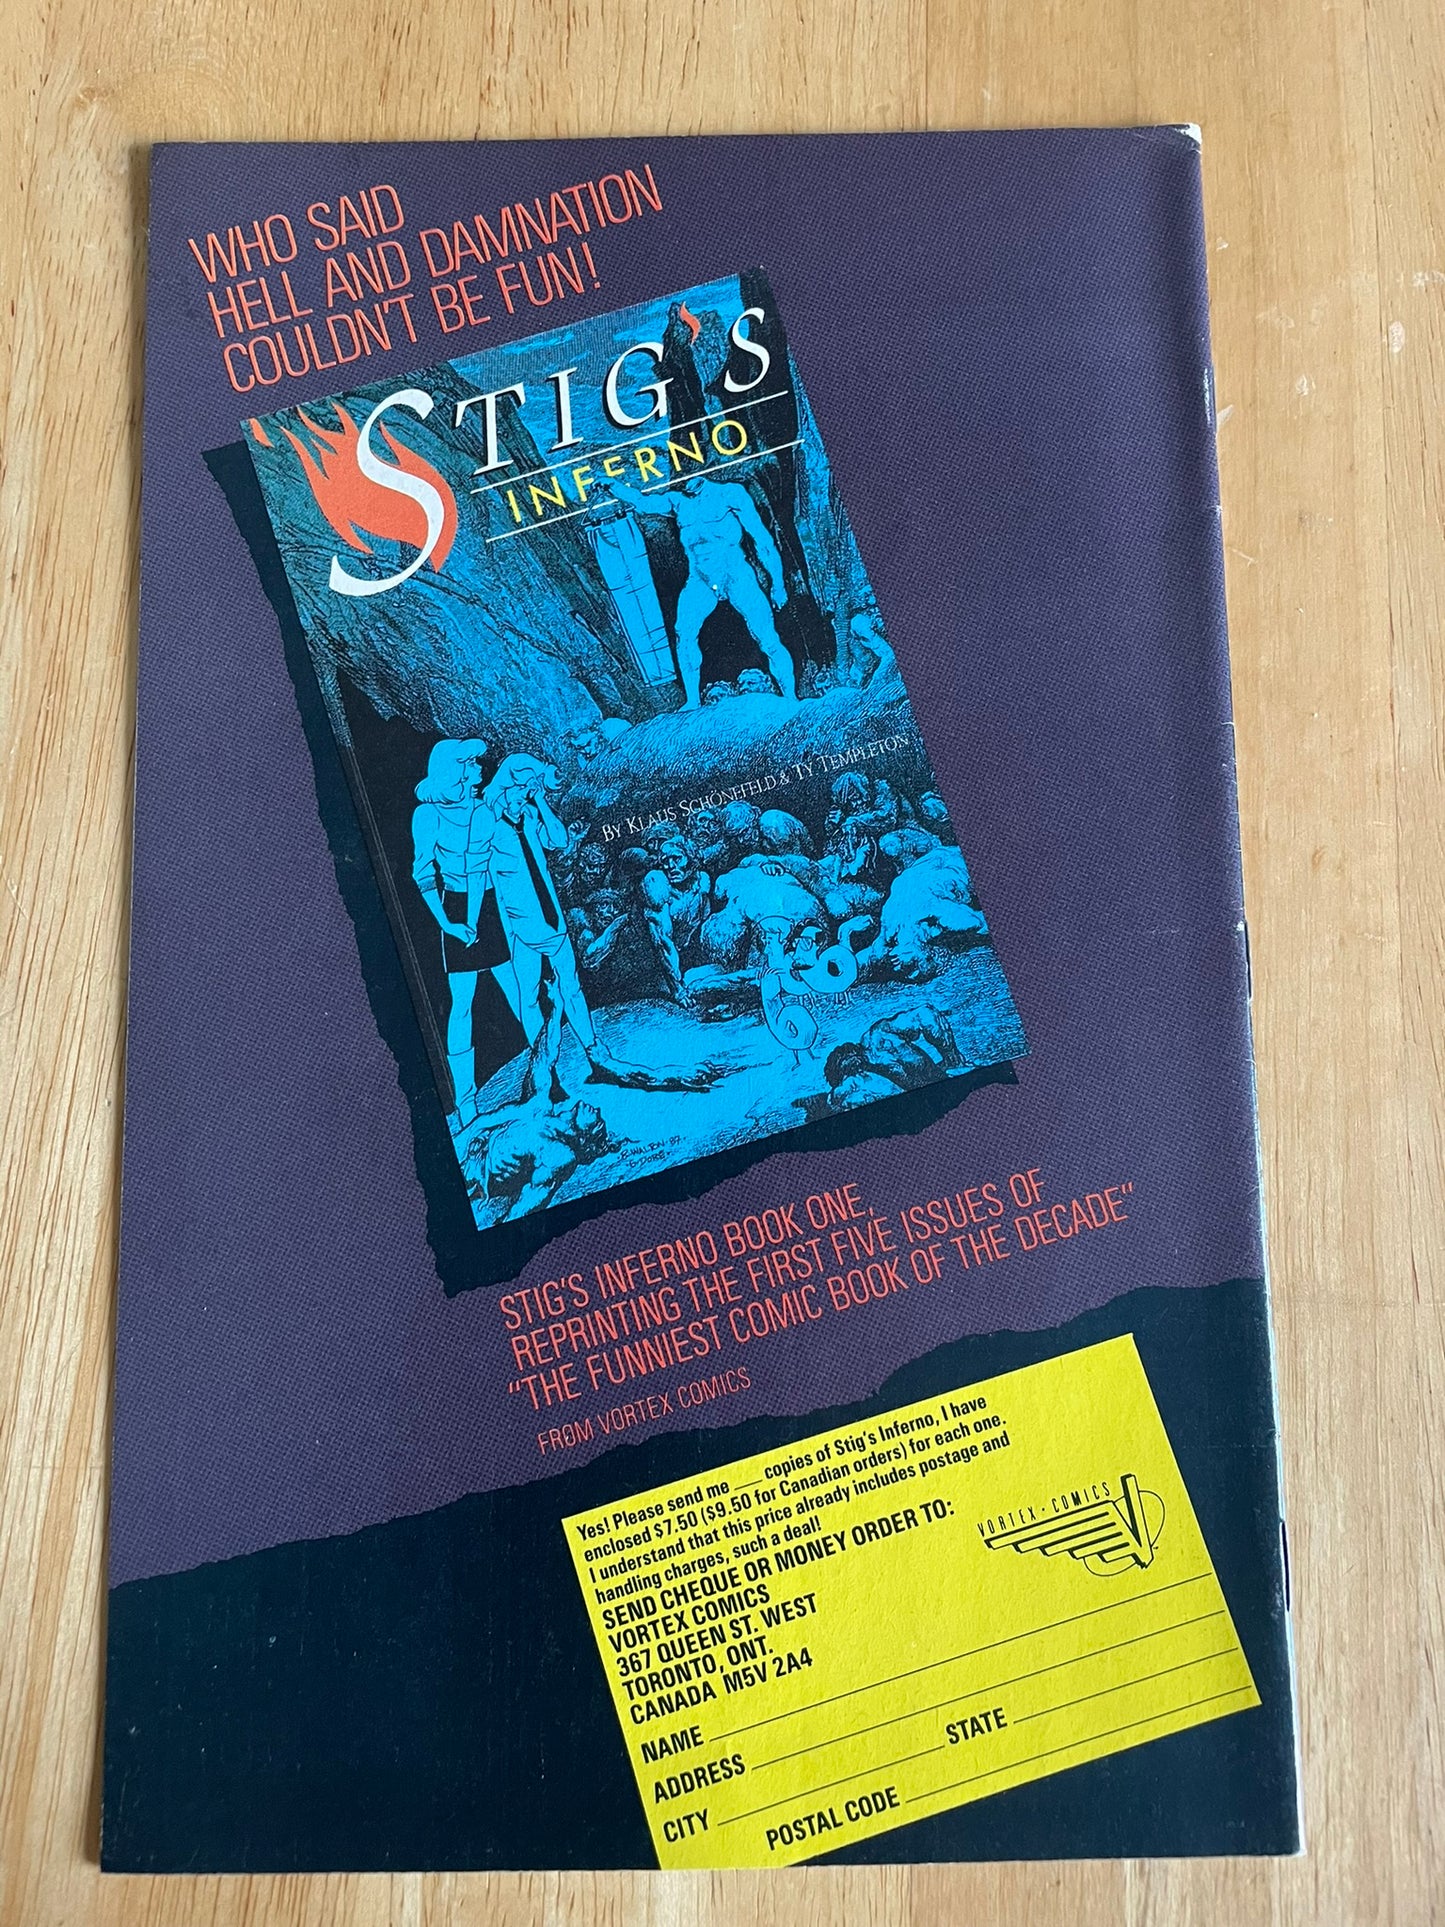 WHO SAID
HELL AND DAMNATION
COULDN'T BE FUN!
STIG'S
INFERNO
BY KLAUS SCHÖNEFELD & TY TEMPLETON
B. WALTON · 87 ·
G. DORÉ
STIG'S INFERNO BOOK ONE,
REPRINTING THE FIRST FIVE ISSUES OF
"THE FUNNIEST COMIC BOOK OF THE DECADE"
FROM VORTEX COMICS
Yes! Please send me ___ copies of Stig's Inferno, I have
enclosed $7.50 ($9.50 for Canadian orders) for each one.
I understand that this price already includes postage and
handling charges, such a deal!
SEND CHEQUE OR MONEY ORDER TO:
VORTEX COMICS
367 QUEEN ST. WEST
TORONTO, ONT.
CANADA M5V 2A4
VORTEX · COMICS
NAME
ADDRESS
CITY
STATE
POSTAL CODE